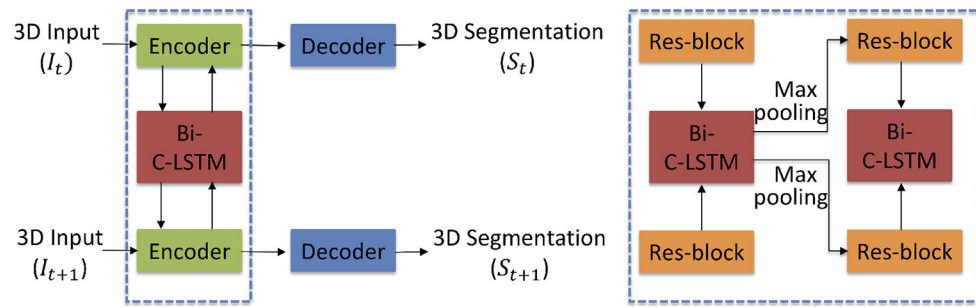 3D Input
(I_t)
Encoder
Decoder
3D Segmentation
(S_t)
Bi-
C-LSTM
3D Input
(I_{t+1})
Encoder
Decoder
3D Segmentation
(S_{t+1})
Res-block
Res-block
Max
pooling
Bi-
C-LSTM
Bi-
C-LSTM
Max
pooling
Res-block
Res-block